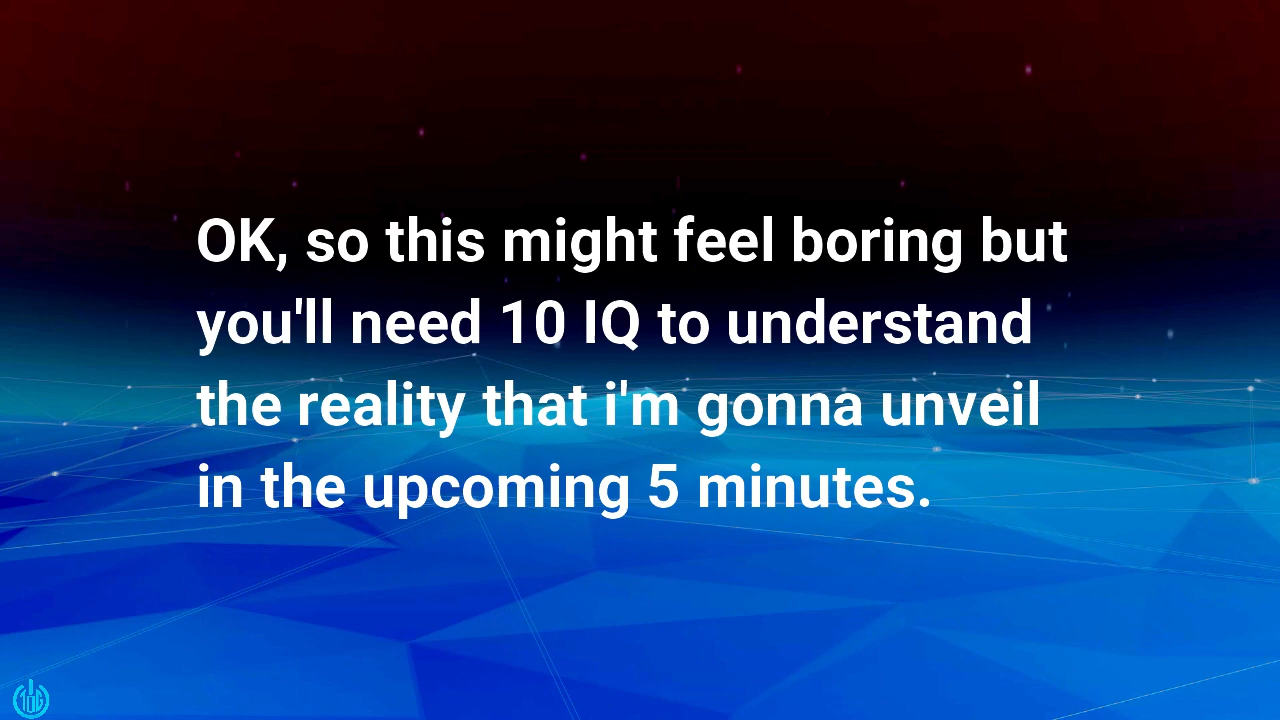 OK, so this might feel boring but
you'll need 10 IQ to understand
the reality that i'm gonna unveil
in the upcoming 5 minutes.